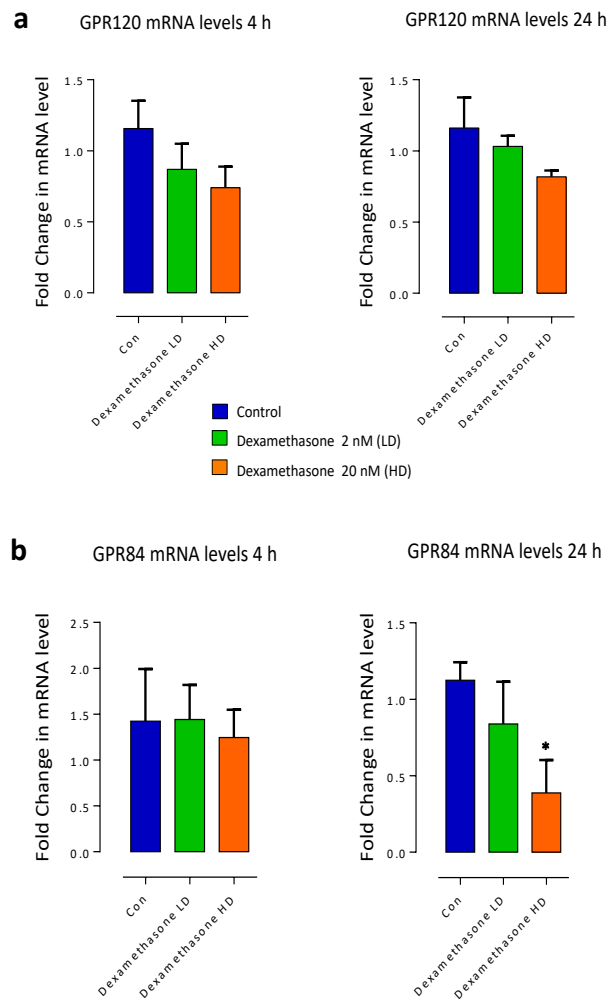 a
GPR120 mRNA levels 4 h
GPR120 mRNA levels 24 h
Fold Change in mRNA level
1.5
1.0
0.5
0.0
Con
Dexamethasone LD
Dexamethasone HD
Fold Change in mRNA level
1.5
1.0
0.5
0.0
Con
Dexamethasone LD
Dexamethasone HD
Control
Dexamethasone 2 nM (LD)
Dexamethasone 20 nM (HD)
b
GPR84 mRNA levels 4 h
GPR84 mRNA levels 24 h
Fold Change in mRNA level
2.5
2.0
1.5
1.0
0.5
0.0
Con
Dexamethasone LD
Dexamethasone HD
Fold Change in mRNA level
1.5
1.0
0.5
0.0
*
Con
Dexamethasone LD
Dexamethasone HD